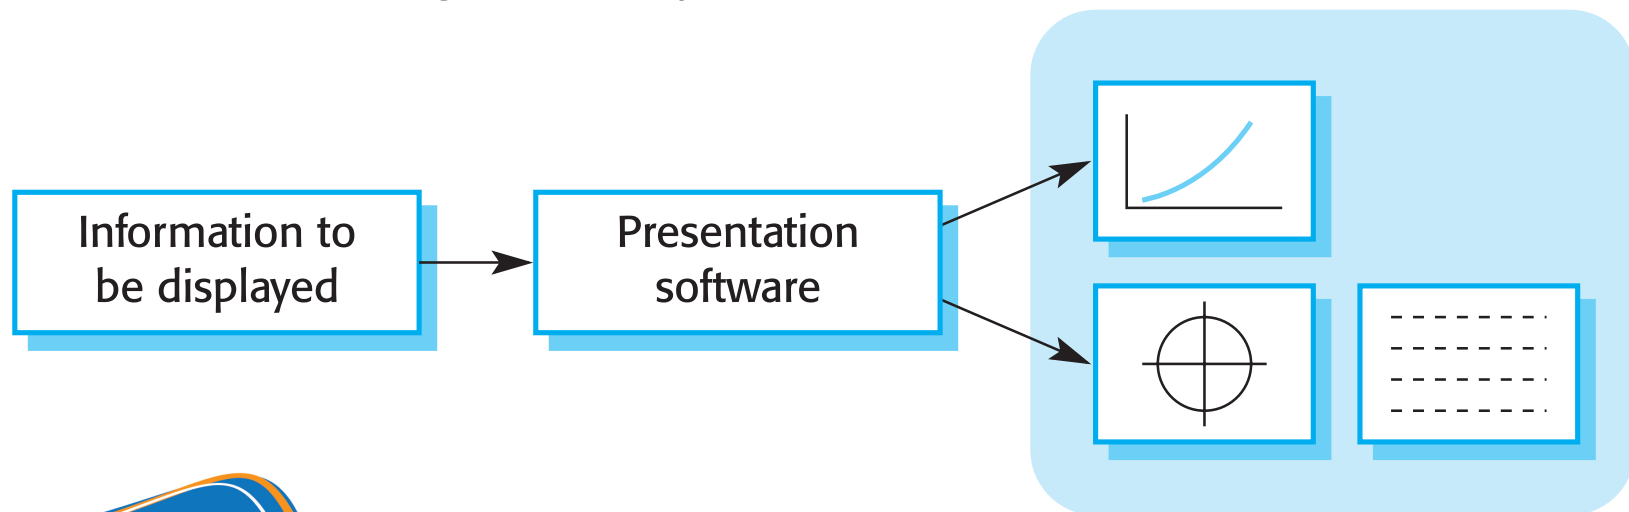 Information to
be displayed
Presentation
software